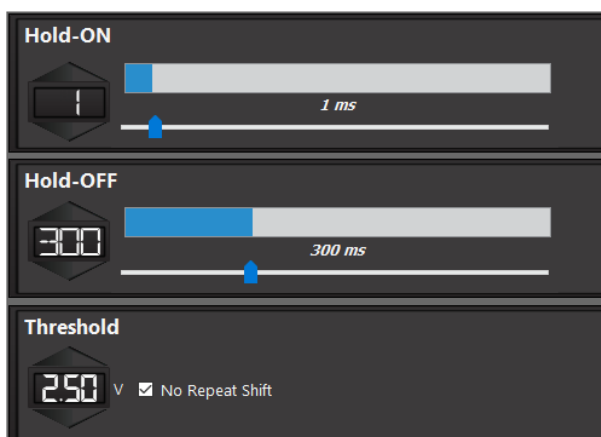 Hold-ON
1
1 ms
Hold-OFF
300
300 ms
Threshold
2.50 V No Repeat Shift